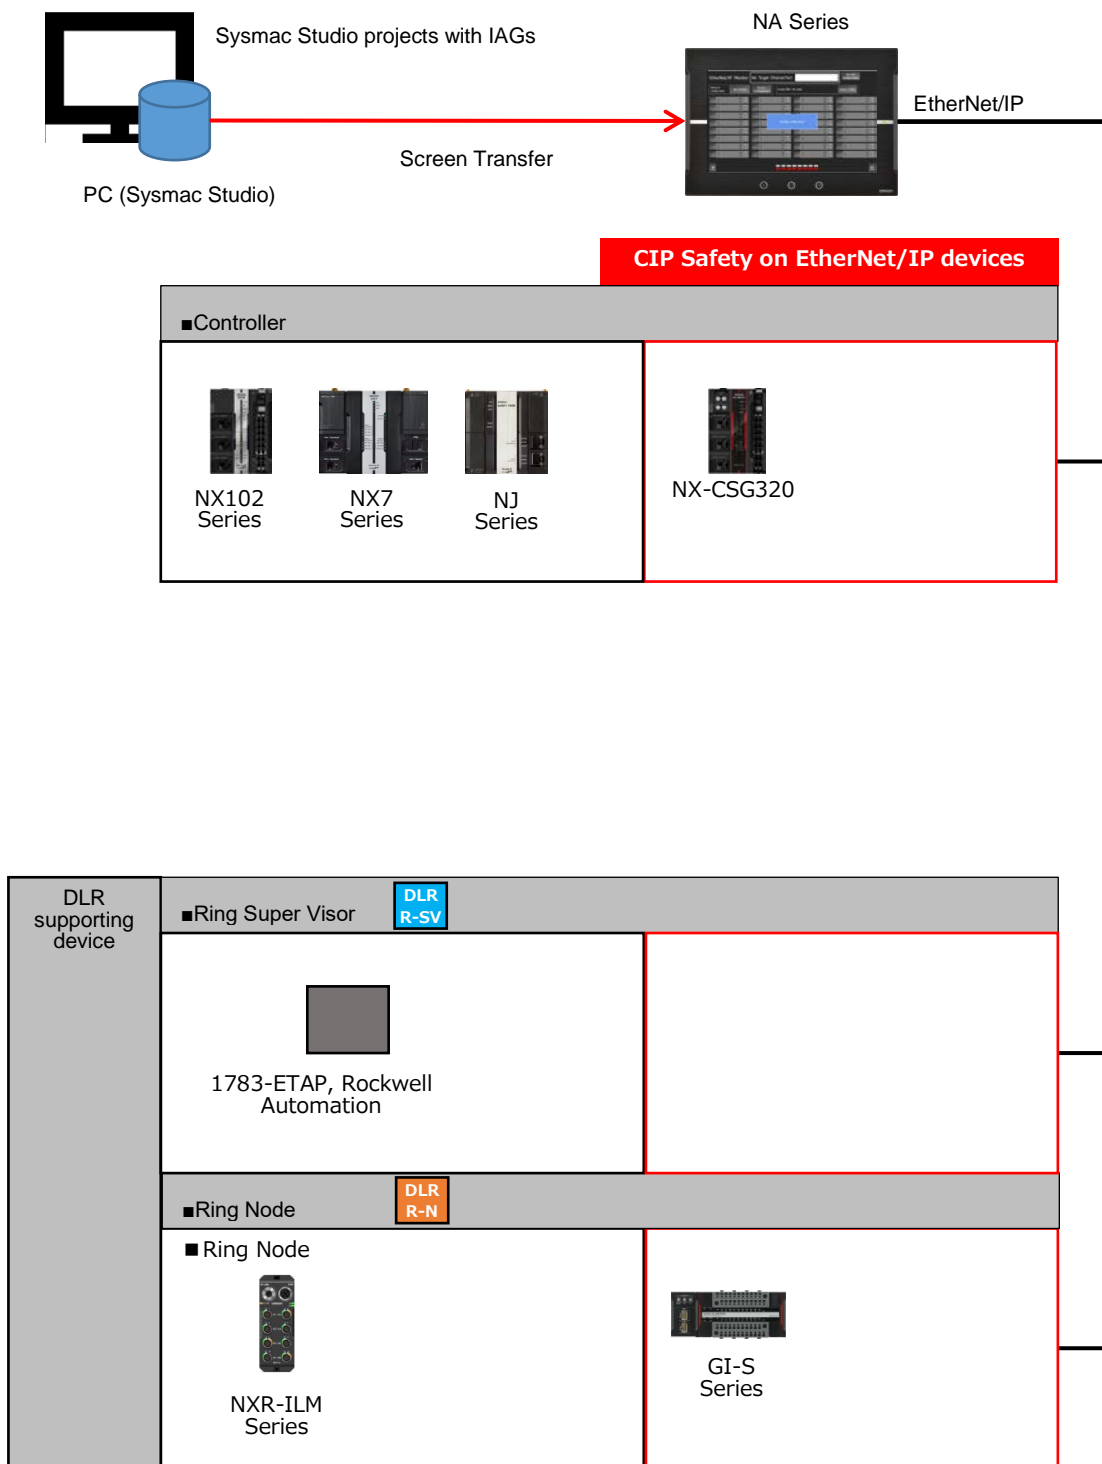 Sysmac Studio projects with IAGs
NA Series
EtherNet/IP
Screen Transfer
PC (Sysmac Studio)
CIP Safety on EtherNet/IP devices
■Controller
NX102
Series
NX7
Series
NJ
Series
NX-CSG320
DLR
supporting
device
■Ring Super Visor
DLR
R-SV
1783-ETAP, Rockwell
Automation
■Ring Node
DLR
R-N
■Ring Node
NXR-ILM
Series
GI-S
Series